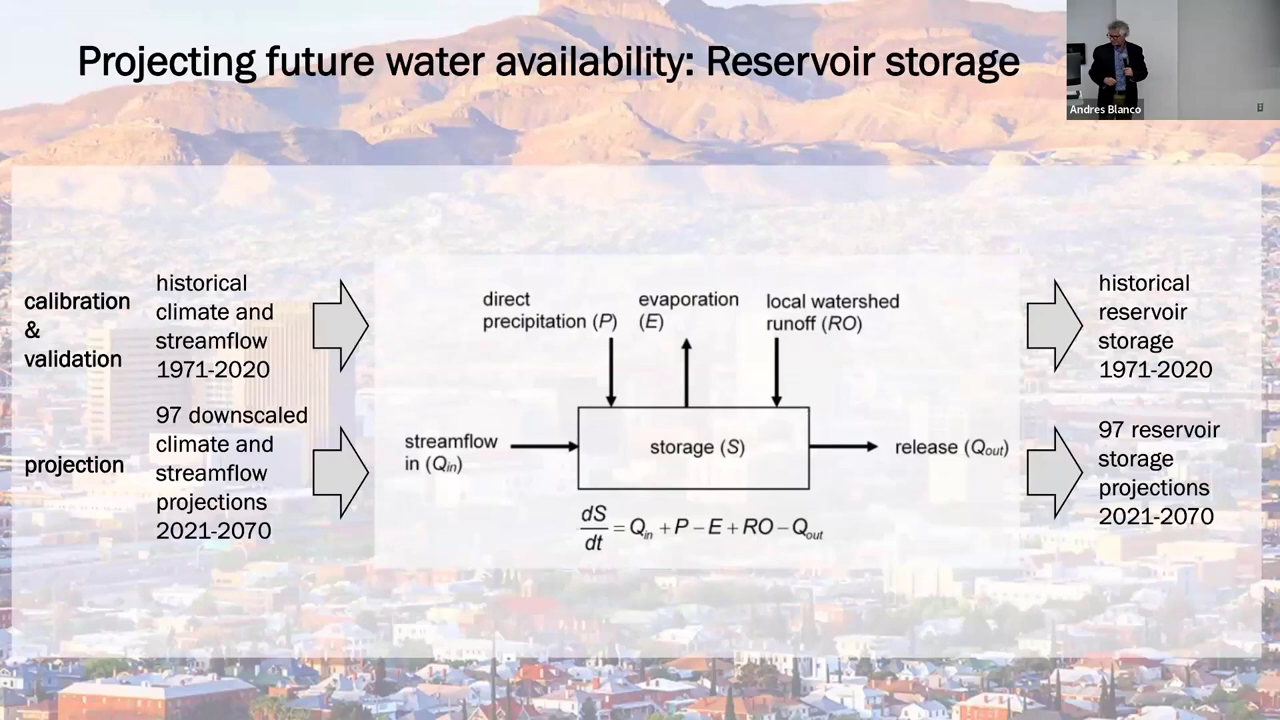 Projecting future water availability: Reservoir storage
Andres Blanco
calibration
&
validation
historical
climate and
streamflow
1971-2020
projection
97 downscaled
climate and
streamflow
projections
2021-2070
direct
precipitation (P)
evaporation
(E)
local watershed
runoff (RO)
streamflow
in (Qin)
storage (S)
release (Qout)
dS/dt = Qin + P − E + RO − Qout
historical
reservoir
storage
1971-2020
97 reservoir
storage
projections
2021-2070